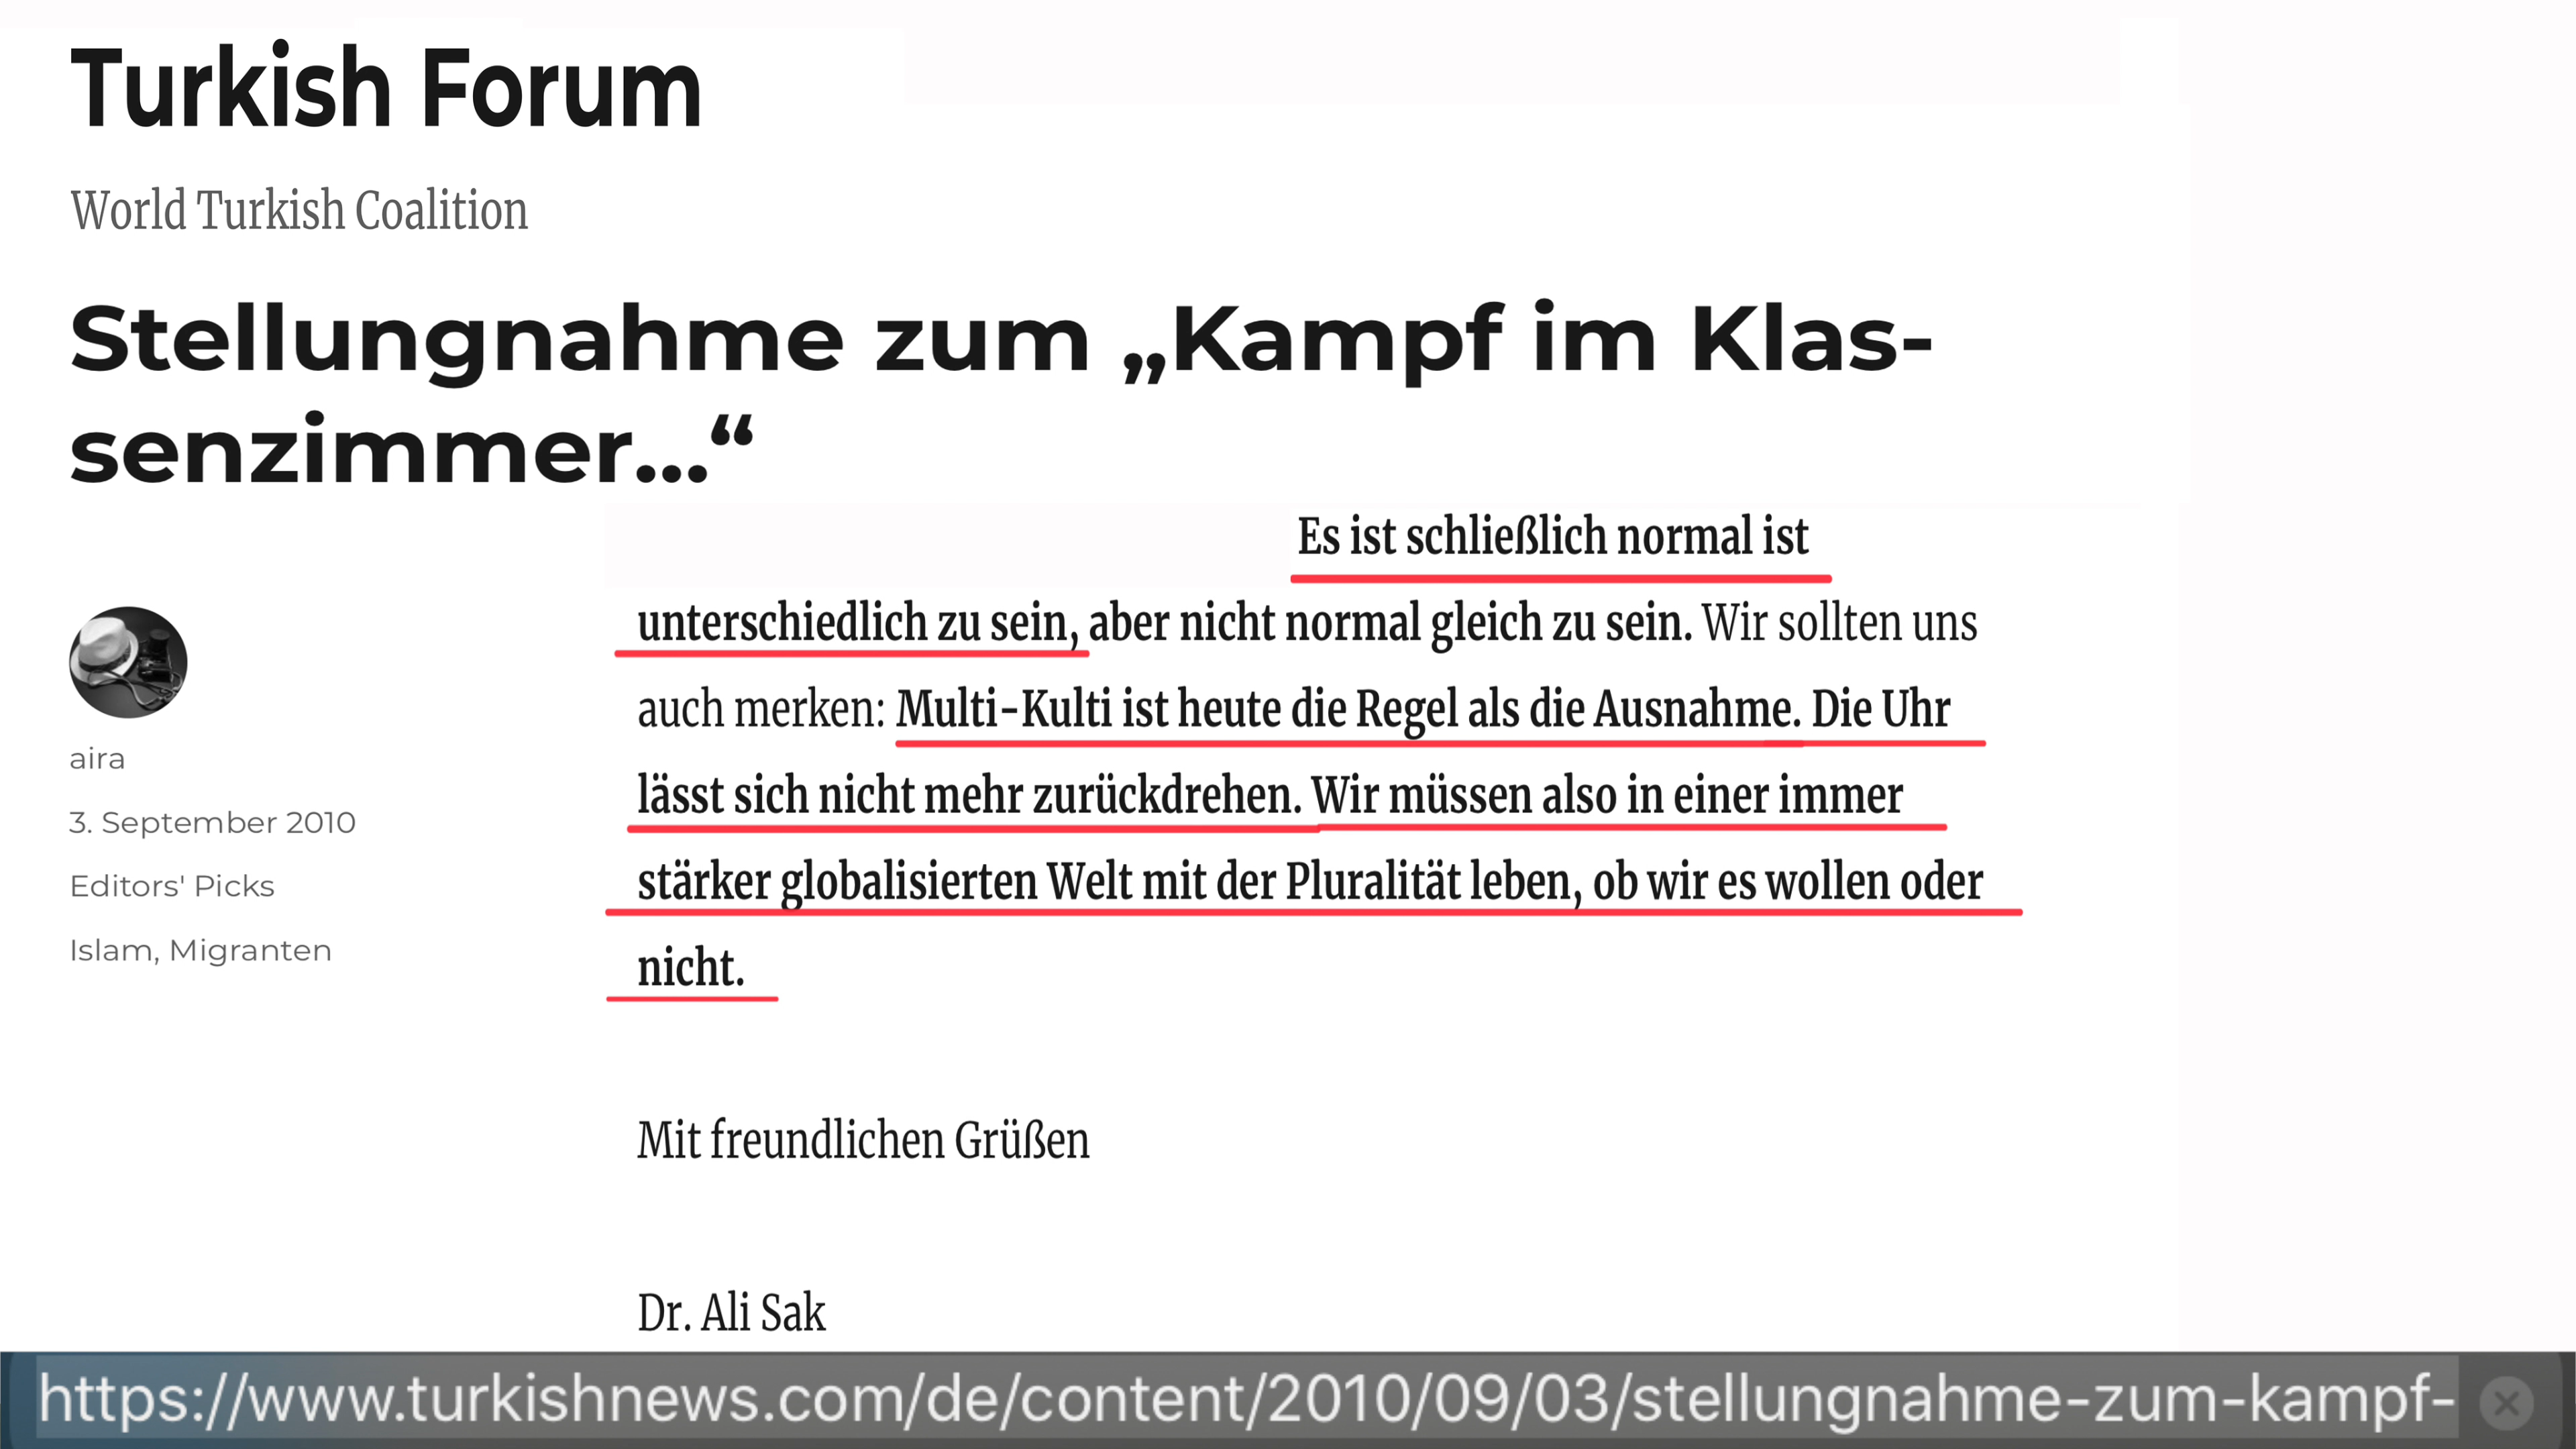 Turkish Forum
World Turkish Coalition
Stellungnahme zum „Kampf im Klas-
senzimmer…“
aira
3. September 2010
Editors' Picks
Islam, Migranten
Es ist schließlich normal ist
unterschiedlich zu sein, aber nicht normal gleich zu sein. Wir sollten uns
auch merken: Multi-Kulti ist heute die Regel als die Ausnahme. Die Uhr
lässt sich nicht mehr zurückdrehen. Wir müssen also in einer immer
stärker globalisierten Welt mit der Pluralität leben, ob wir es wollen oder
nicht.
Mit freundlichen Grüßen
Dr. Ali Sak
https://www.turkishnews.com/de/content/2010/09/03/stellungnahme-zum-kampf-